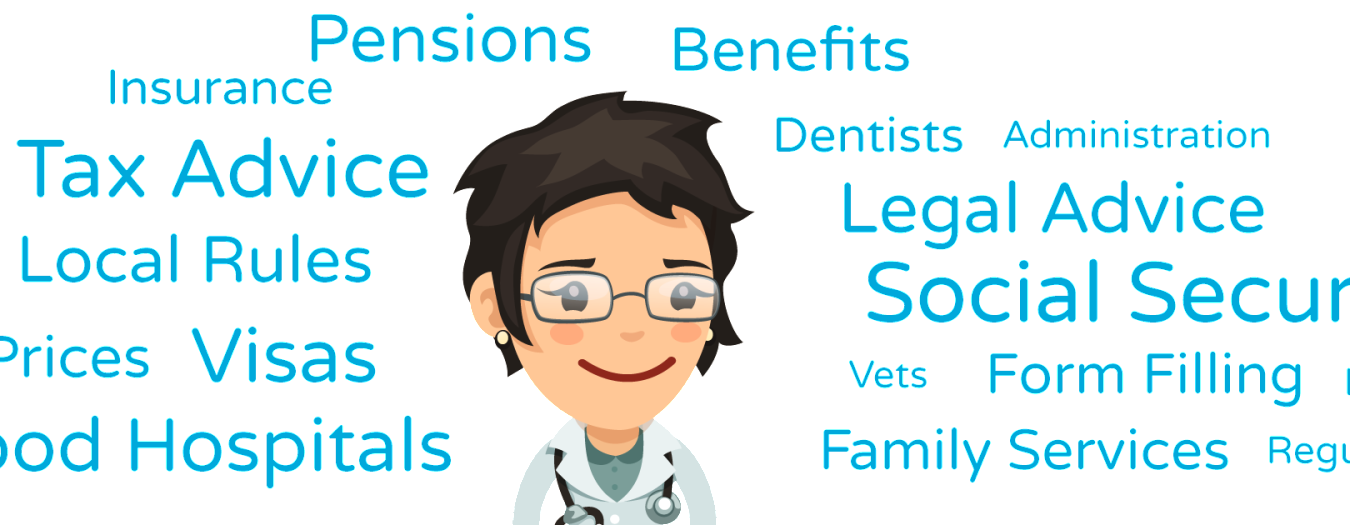 Pensions
Benefits
Insurance
Dentists
Administration
Tax Advice
Legal Advice
Local Rules
Social Secur
Prices
Visas
Vets
Form Filling
ood Hospitals
Family Services
Regu